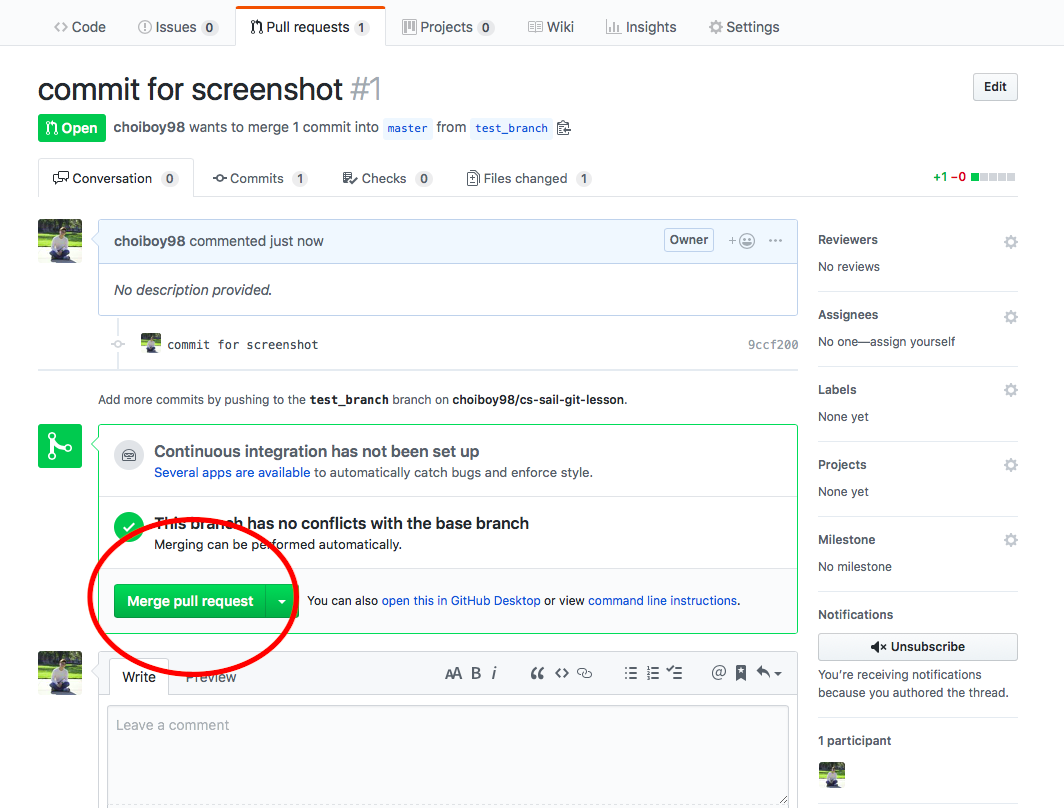 Code Issues 0 Pull requests 1 Projects 0 Wiki Insights Settings
commit for screenshot #1
Edit
Open choiboy98 wants to merge 1 commit into master from test_branch
Conversation 0 Commits 1 Checks 0 Files changed 1
+1 −0
choiboy98 commented just now
Owner
No description provided.
commit for screenshot 9ccf200
Add more commits by pushing to the test_branch branch on choiboy98/cs-sail-git-lesson.
Continuous integration has not been set up
Several apps are available to automatically catch bugs and enforce style.
This branch has no conflicts with the base branch
Merging can be performed automatically.
Merge pull request
You can also open this in GitHub Desktop or view command line instructions.
Write Preview
AA B i “ <> @
Leave a comment
Reviewers
No reviews
Assignees
No one—assign yourself
Labels
None yet
Projects
None yet
Milestone
No milestone
Notifications
Unsubscribe
You’re receiving notifications
because you authored the thread.
1 participant